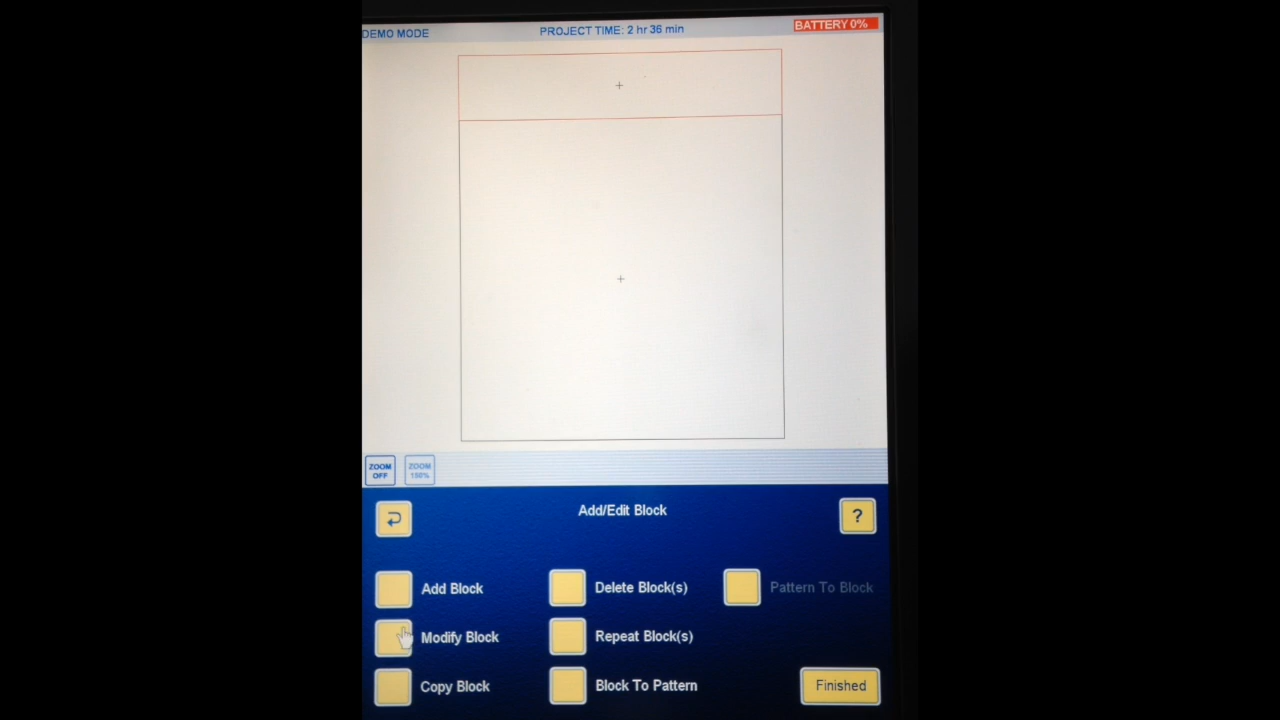 DEMO MODE PROJECT TIME: 2 hr 36 min BATTERY 0%
ZOOM OFF ZOOM 100%
Add/Edit Block ?
Add Block Delete Block(s) Pattern To Block
Modify Block Repeat Block(s)
Copy Block Block To Pattern Finished